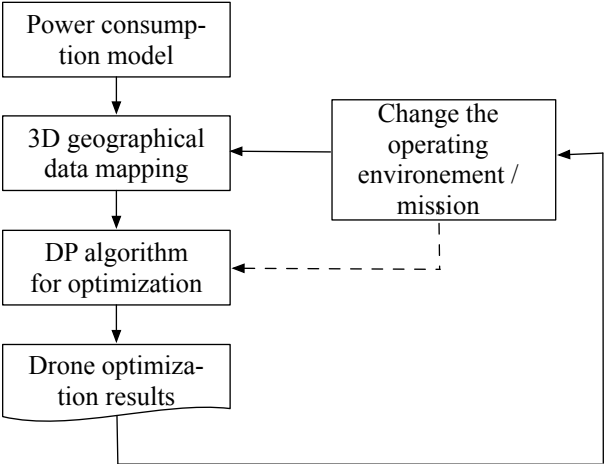 Power consump-
tion model
3D geographical
data mapping
Change the
operating
environement /
mission
DP algorithm
for optimization
Drone optimiza-
tion results